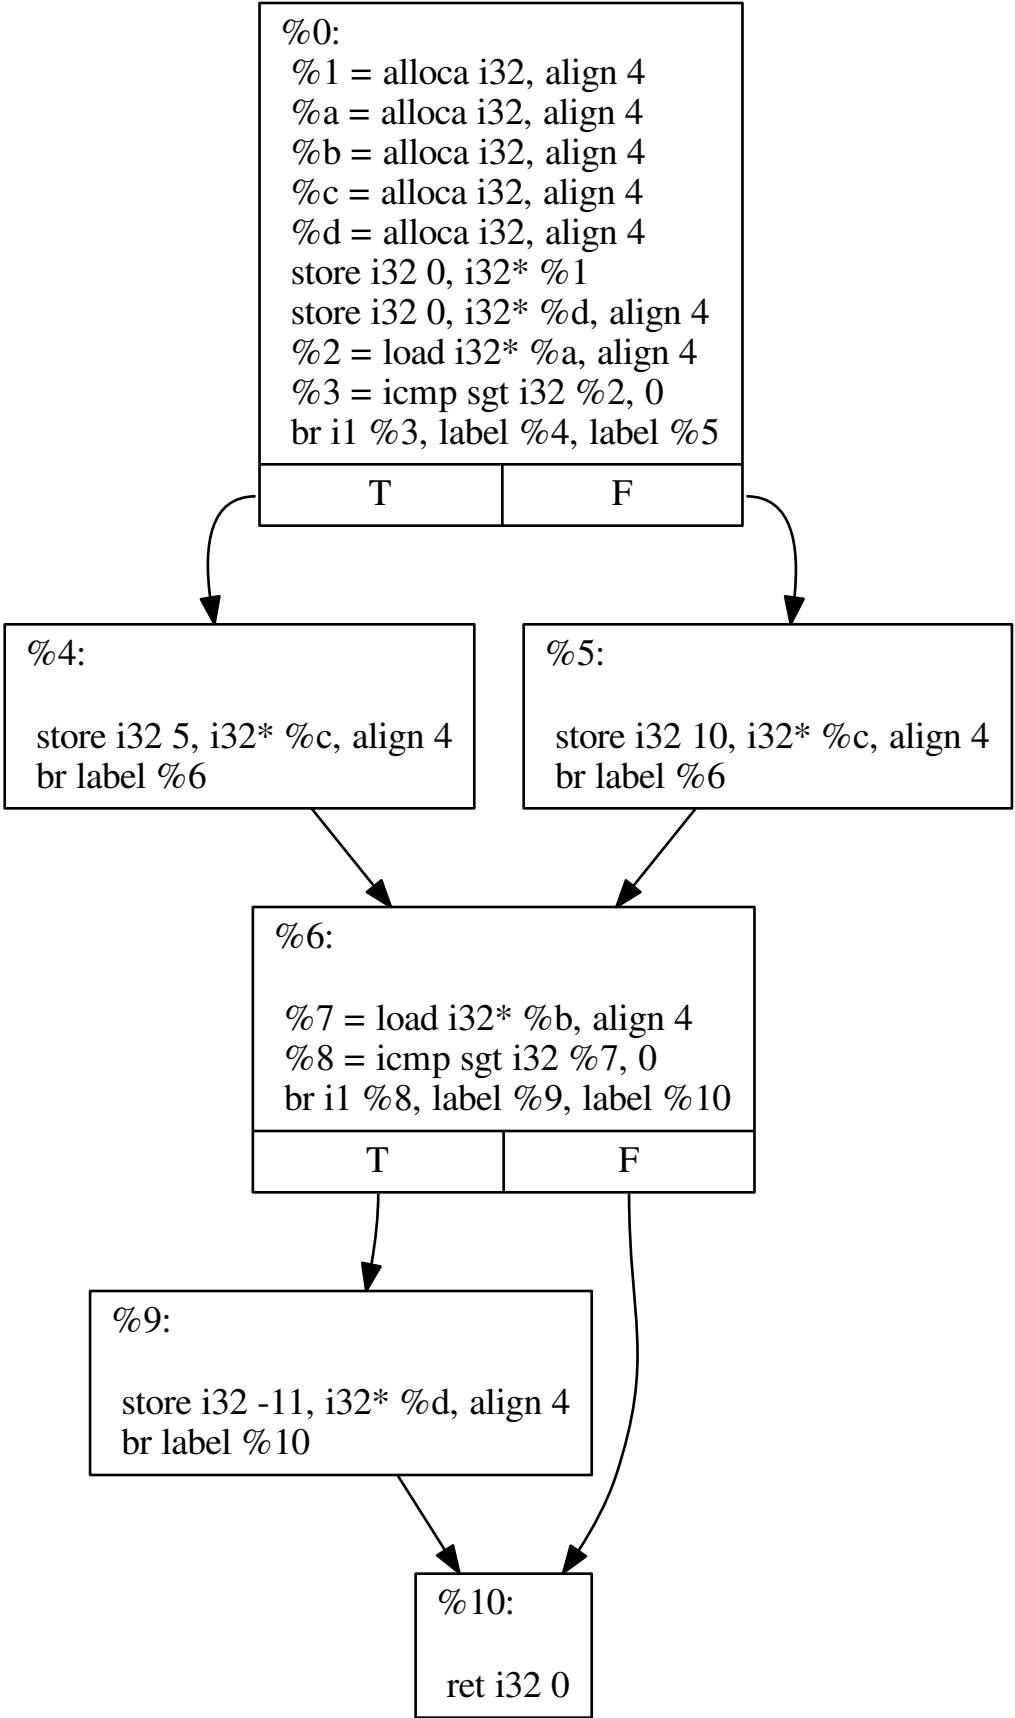 %0:
%1 = alloca i32, align 4
%a = alloca i32, align 4
%b = alloca i32, align 4
%c = alloca i32, align 4
%d = alloca i32, align 4
store i32 0, i32* %1
store i32 0, i32* %d, align 4
%2 = load i32* %a, align 4
%3 = icmp sgt i32 %2, 0
br i1 %3, label %4, label %5
T F
%4:
store i32 5, i32* %c, align 4
br label %6
%5:
store i32 10, i32* %c, align 4
br label %6
%6:
%7 = load i32* %b, align 4
%8 = icmp sgt i32 %7, 0
br i1 %8, label %9, label %10
T F
%9:
store i32 -11, i32* %d, align 4
br label %10
%10:
ret i32 0